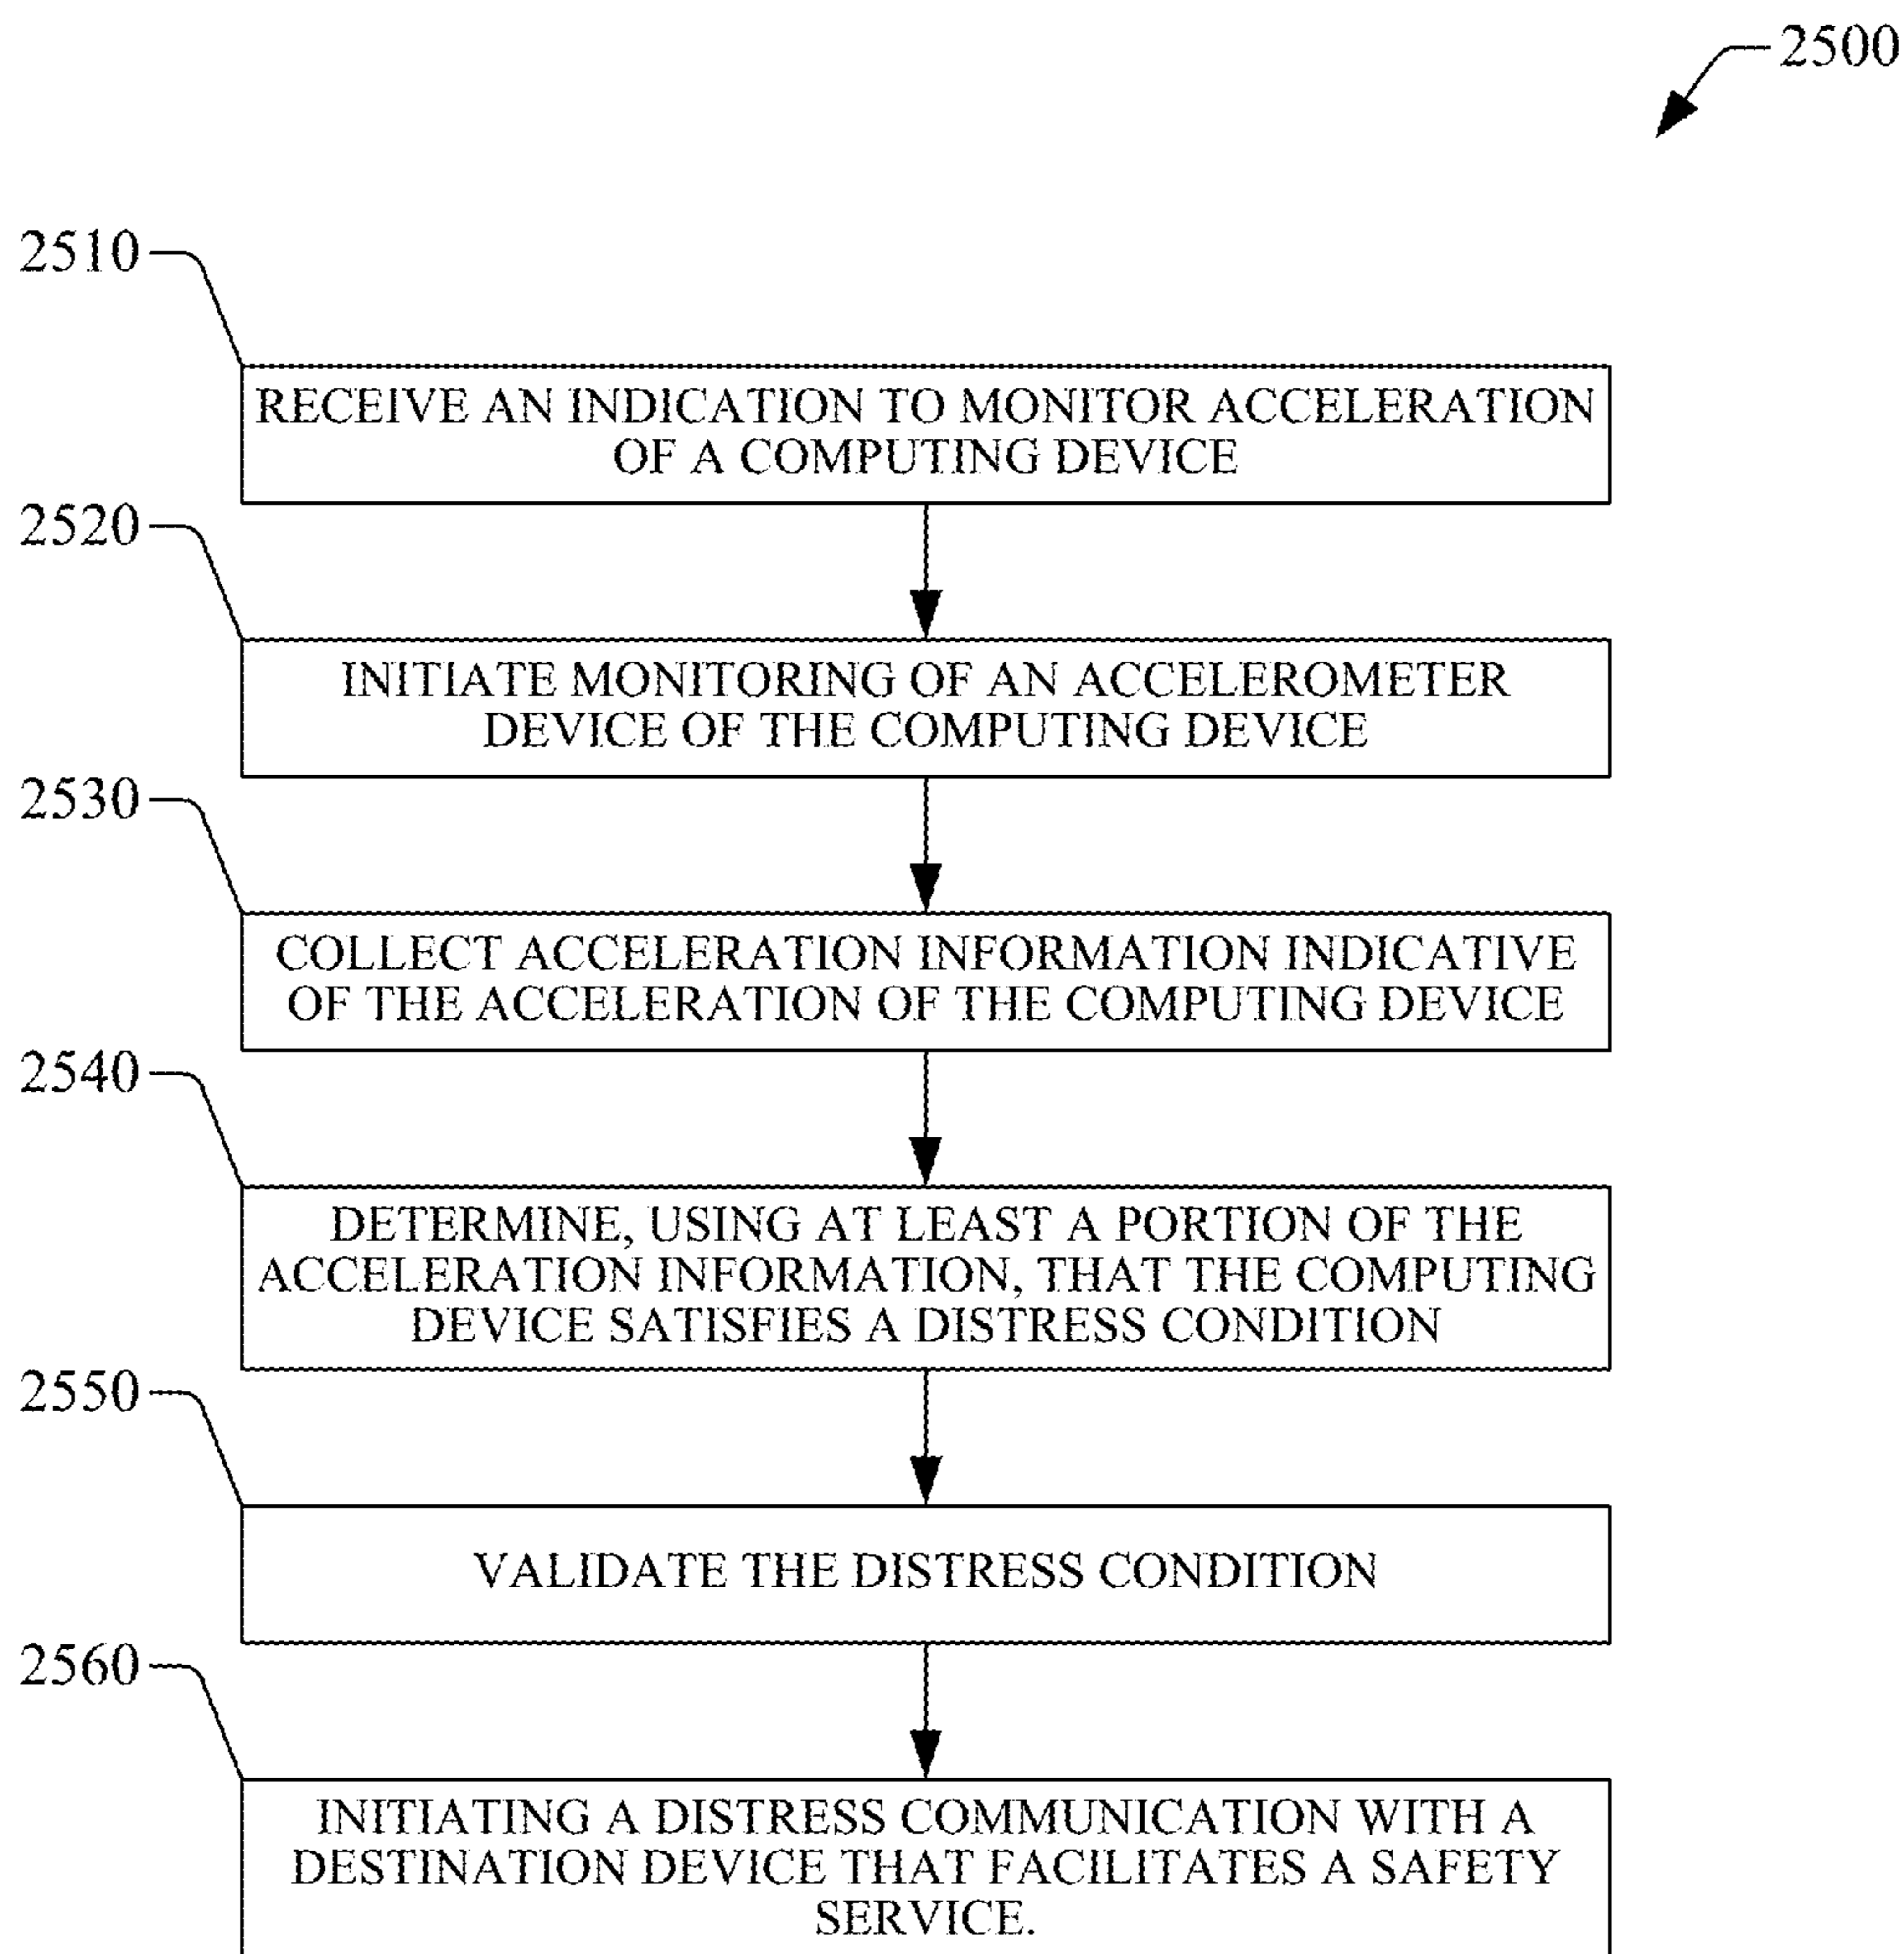 2500
2510
RECEIVE AN INDICATION TO MONITOR ACCELERATION
OF A COMPUTING DEVICE
2520
INITIATE MONITORING OF AN ACCELEROMETER
DEVICE OF THE COMPUTING DEVICE
2530
COLLECT ACCELERATION INFORMATION INDICATIVE
OF THE ACCELERATION OF THE COMPUTING DEVICE
2540
DETERMINE, USING AT LEAST A PORTION OF THE
ACCELERATION INFORMATION, THAT THE COMPUTING
DEVICE SATISFIES A DISTRESS CONDITION
2550
VALIDATE THE DISTRESS CONDITION
2560
INITIATING A DISTRESS COMMUNICATION WITH A
DESTINATION DEVICE THAT FACILITATES A SAFETY
SERVICE.